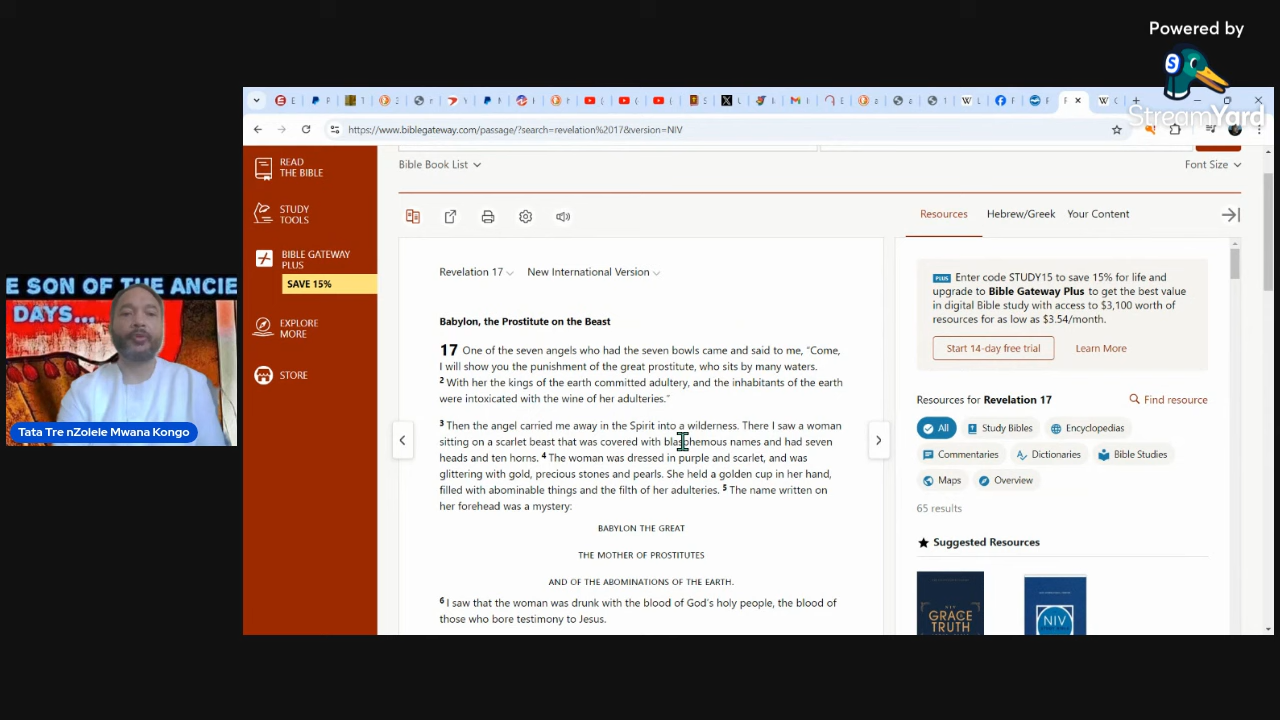 Powered by
S
StreamYard
https://www.biblegateway.com/passage/?search=revelation%2017&version=NIV
READ
THE BIBLE
STUDY
TOOLS
BIBLE GATEWAY
PLUS
SAVE 15%
EXPLORE
MORE
STORE
Bible Book List
Font Size
Resources
Hebrew/Greek
Your Content
Revelation 17
New International Version
Babylon, the Prostitute on the Beast
17 One of the seven angels who had the seven bowls came and said to me, "Come,
I will show you the punishment of the great prostitute, who sits by many waters.
2 With her the kings of the earth committed adultery, and the inhabitants of the earth
were intoxicated with the wine of her adulteries."
3 Then the angel carried me away in the Spirit into a wilderness. There I saw a woman
sitting on a scarlet beast that was covered with blasphemous names and had seven
heads and ten horns. 4 The woman was dressed in purple and scarlet, and was
glittering with gold, precious stones and pearls. She held a golden cup in her hand,
filled with abominable things and the filth of her adulteries. 5 The name written on
her forehead was a mystery:
BABYLON THE GREAT
THE MOTHER OF PROSTITUTES
AND OF THE ABOMINATIONS OF THE EARTH.
6 I saw that the woman was drunk with the blood of God's holy people, the blood of
those who bore testimony to Jesus.
PLUS Enter code STUDY15 to save 15% for life and
upgrade to Bible Gateway Plus to get the best value
in digital Bible study with access to $3,100 worth of
resources for as low as $3.54/month.
Start 14-day free trial
Learn More
Resources for Revelation 17
Find resource
All
Study Bibles
Encyclopedias
Commentaries
Dictionaries
Bible Studies
Maps
Overview
65 results
Suggested Resources
GRACE
TRUTH
NIV
E SON OF THE ANCIE
DAYS...
Tata Tre nZolele Mwana Kongo